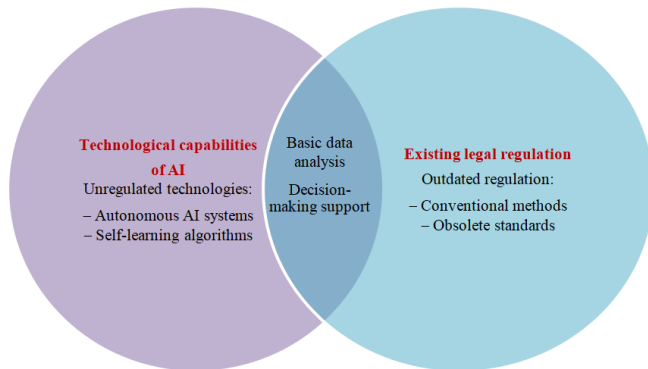 Technological capabilities
of AI
Unregulated technologies:
– Autonomous AI systems
– Self-learning algorithms
Basic data
analysis
Decision-
making support
Existing legal regulation
Outdated regulation:
– Conventional methods
– Obsolete standards